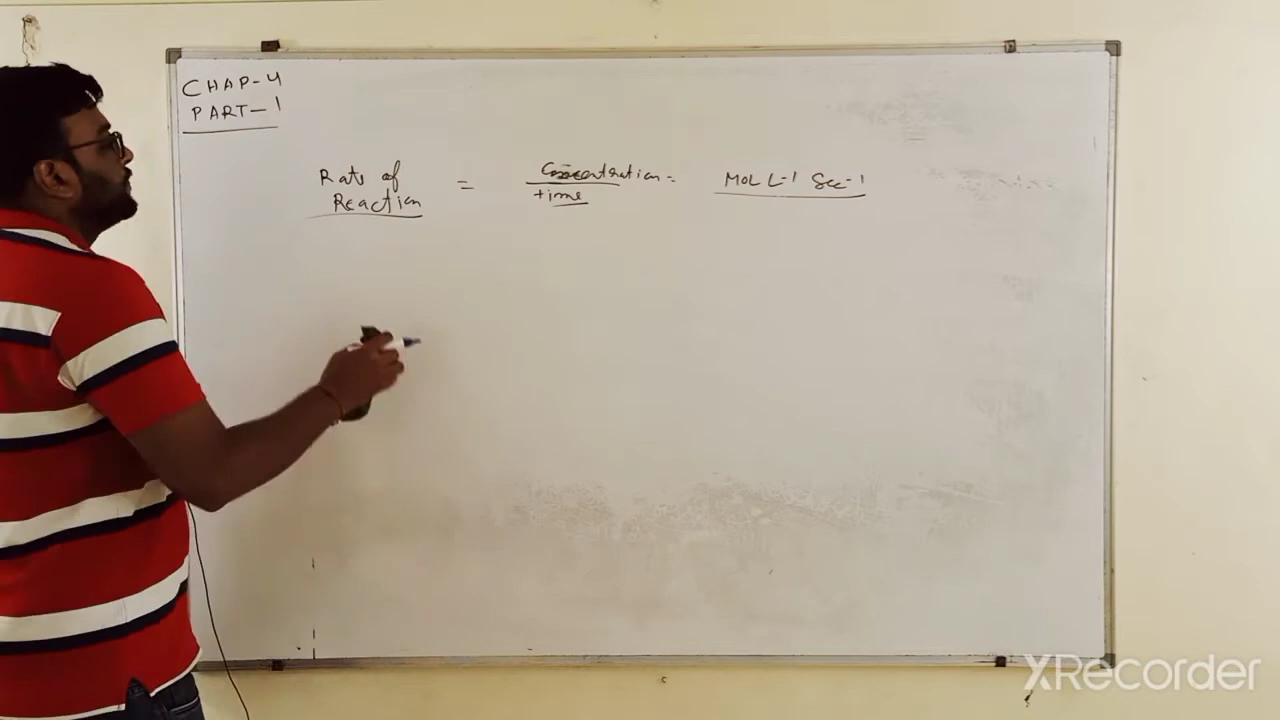 CHAP-4
PART-1
Rate of
Reaction = Concentration = MOL L-1 Sec-1
time
XRecorder